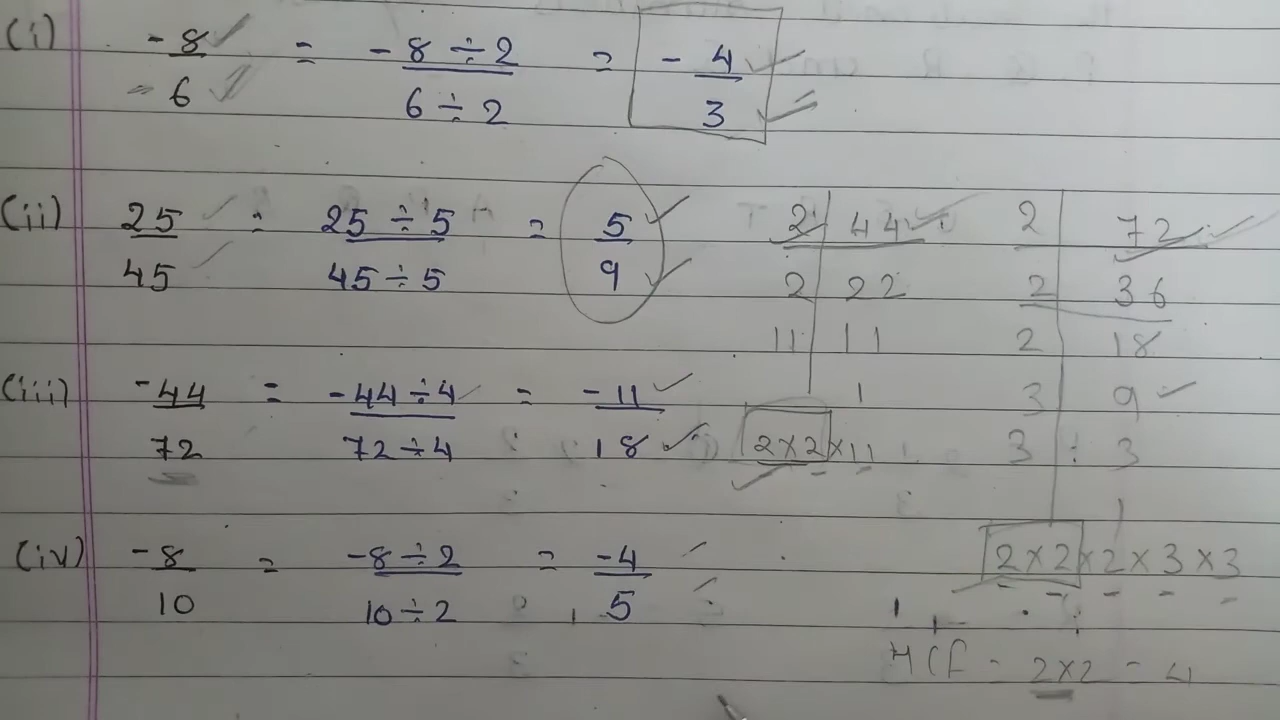 (i) -8/6 = -8÷2/6÷2 = -4/3
(ii) 25/45 = 25÷5/45÷5 = 5/9
(iii) -44/72 = -44÷4/72÷4 = -11/18
(iv) -8/10 = -8÷2/10÷2 = -4/5
2 | 44
2 | 22
11 | 11
1
2×2×11
2 | 72
2 | 36
2 | 18
3 | 9
3 | 3
1
2×2×2×3×3
HCF = 2×2 = 4